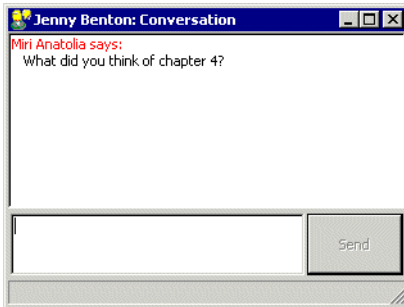 Jenny Benton: Conversation
Miri Anatolia says:
What did you think of chapter 4?
Send